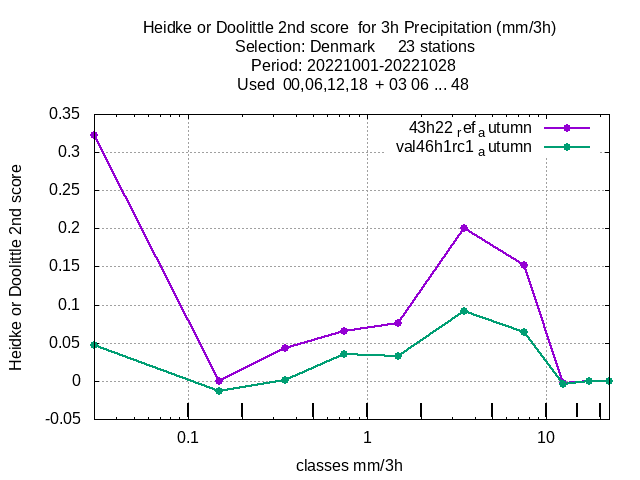 Heidke or Doolittle 2nd score  for 3h Precipitation (mm/3h)
Selection: Denmark     23 stations
Period: 20221001-20221028
Used  00,06,12,18  + 03 06 ... 48
43h22 ref a utumn
val46h1rc1 a utumn
Heidke or Doolittle 2nd score
0.35
0.3
0.25
0.2
0.15
0.1
0.05
0
-0.05
0.1 1 10
classes mm/3h